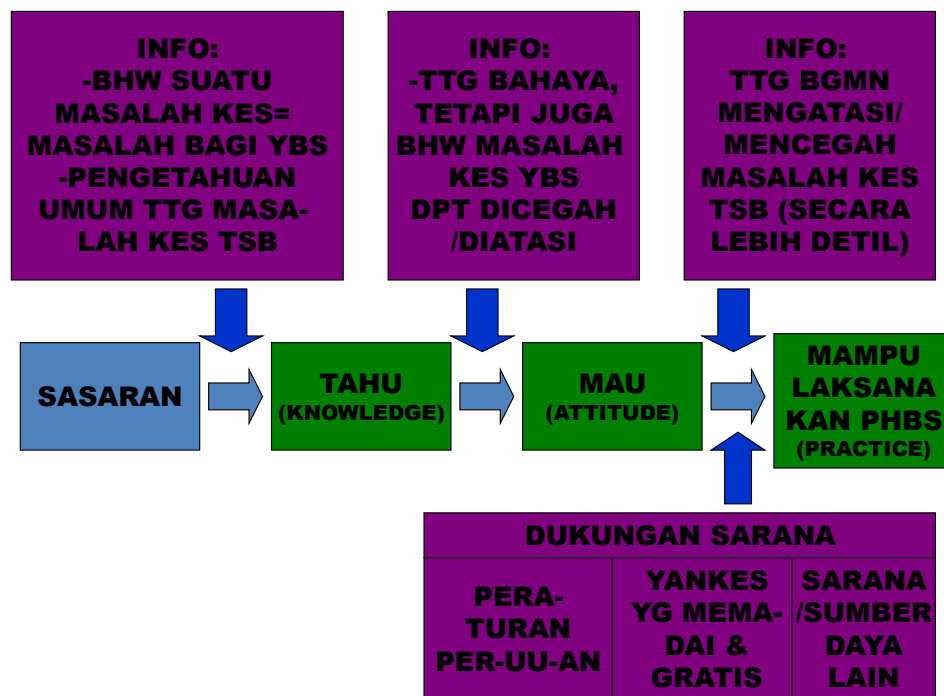 INFO:
-BHW SUATU
MASALAH KES=
MASALAH BAGI YBS
-PENGETAHUAN
UMUM TTG MASA-
LAH KES TSB
INFO:
-TTG BAHAYA,
TETAPI JUGA
BHW MASALAH
KES YBS
DPT DICEGAH
/DIATASI
INFO:
TTG BGMN
MENGATASI/
MENCEGAH
MASALAH KES
TSB (SECARA
LEBIH DETIL)
SASARAN
TAHU
(KNOWLEDGE)
MAU
(ATTITUDE)
MAMPU
LAKSANA
KAN PHBS
(PRACTICE)
DUKUNGAN SARANA
PERA-
TURAN
PER-UU-AN
YANKES
YG MEMA-
DAI &
GRATIS
SARANA
/SUMBER
DAYA
LAIN